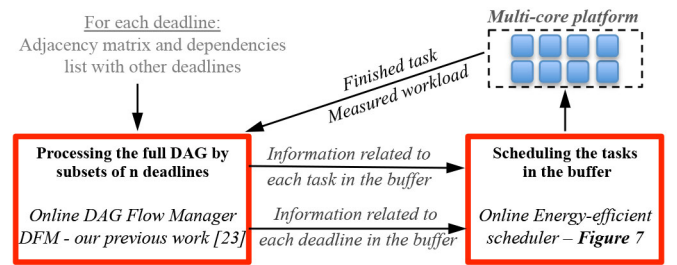 For each deadline:
Adjacency matrix and dependencies
list with other deadlines
Multi-core platform
Finished task
Measured workload
Processing the full DAG by
subsets of n deadlines
Online DAG Flow Manager
DFM - our previous work [23]
Information related to
each task in the buffer
Information related to
each deadline in the buffer
Scheduling the tasks
in the buffer
Online Energy-efficient
scheduler – Figure 7